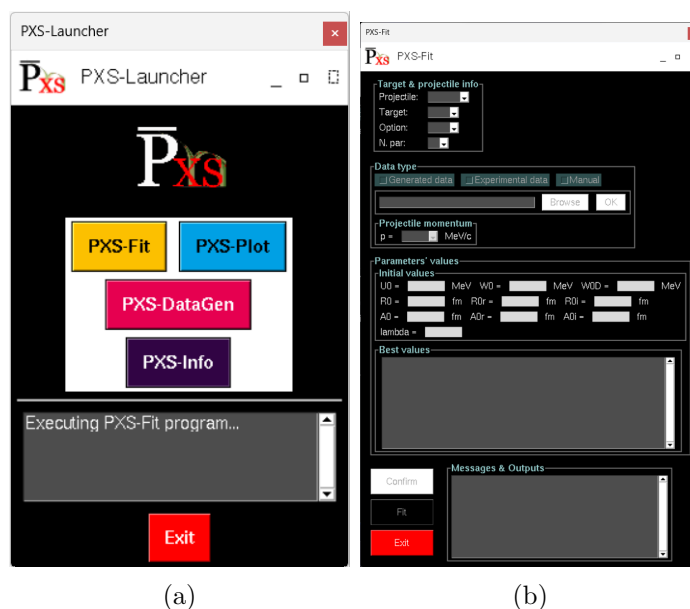 PXS-Launcher
×
P̅xs PXS-Launcher
P̅xs
PXS-Fit PXS-Plot
PXS-DataGen
PXS-Info
Executing PXS-Fit program...
Exit
(a)
PXS-Fit
P̅xs PXS-Fit
Target & projectile info
Projectile:
Target:
Option:
N. par:
Data type
Generated data Experimental data Manual
Browse OK
Projectile momentum
p = MeV/c
Parameters' values
Initial values
U0 = MeV W0 = MeV W0D = MeV
R0 = fm R0r = fm R0i = fm
A0 = fm A0r = fm A0i = fm
lambda =
Best values
Confirm
Fit
Exit
Messages & Outputs
(b)